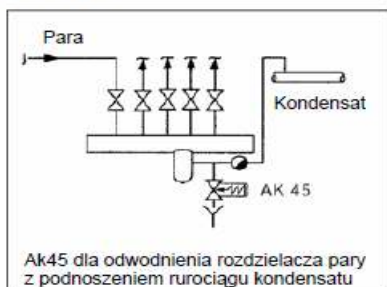 Para
Kondensat
AK 45
Ak45 dla odwodnienia rozdzielacza pary
z podnoszeniem rurociągu kondensatu